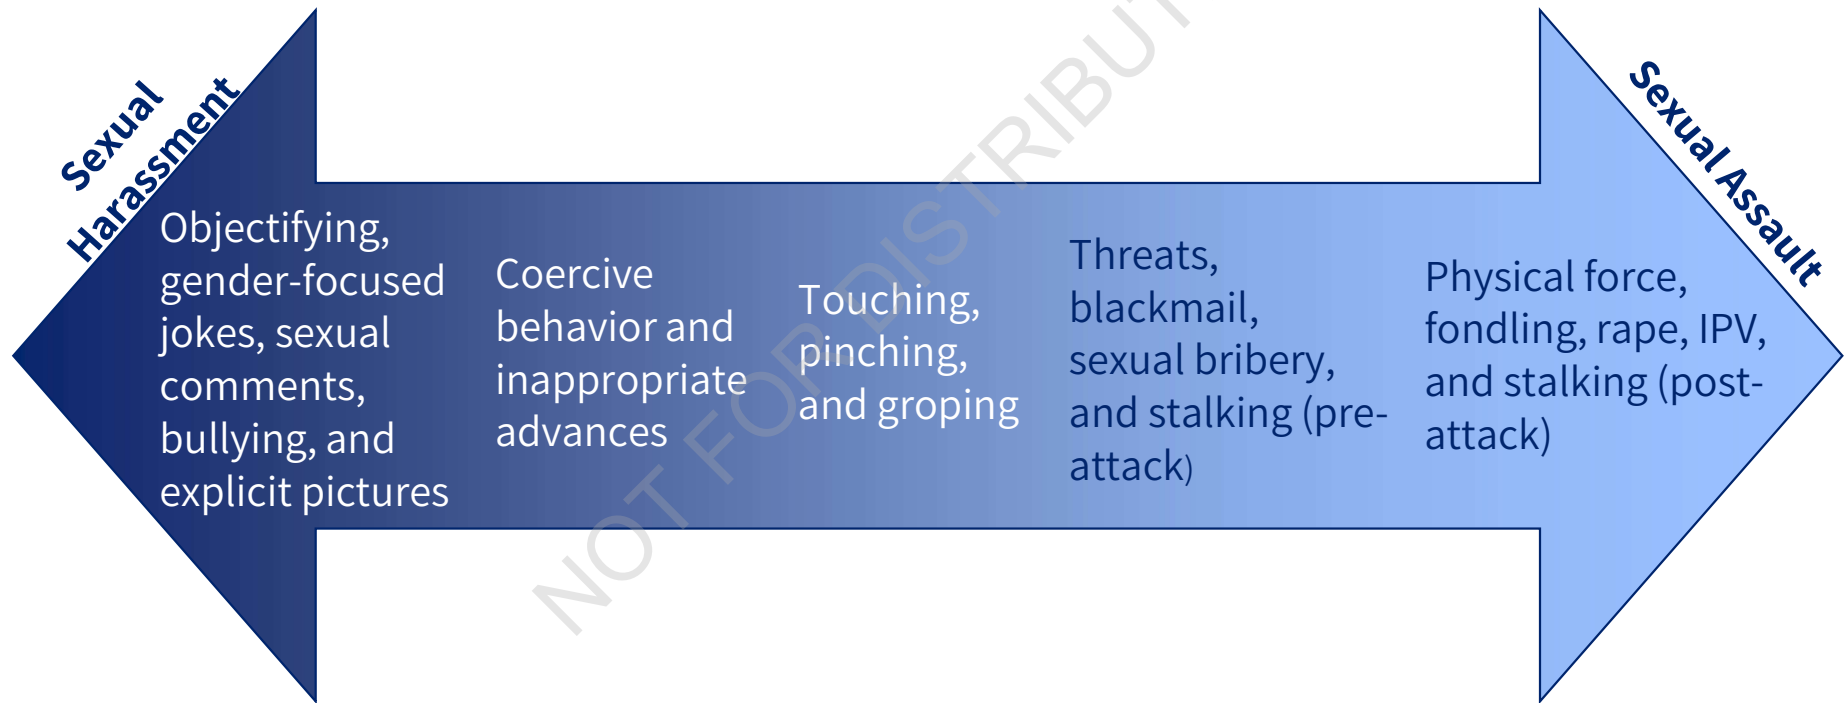 Sexual
Harassment
Objectifying,
gender-focused
jokes, sexual
comments,
bullying, and
explicit pictures
Coercive
behavior and
inappropriate
advances
Touching,
pinching,
and groping
Threats,
blackmail,
sexual bribery,
and stalking (pre-
attack)
Physical force,
fondling, rape, IPV,
and stalking (post-
attack)
Sexual Assault
NOT FOR DISTRIBUT